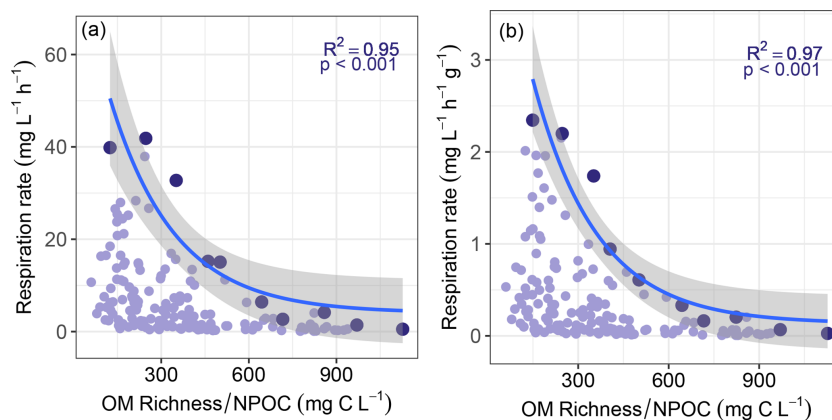 (a)
R² = 0.95
p < 0.001
60
40
20
0
Respiration rate (mg L⁻¹ h⁻¹)
300 600 900
OM Richness/NPOC (mg C L⁻¹)
(b)
R² = 0.97
p < 0.001
3
2
1
0
Respiration rate (mg L⁻¹ h⁻¹ g⁻¹)
300 600 900
OM Richness/NPOC (mg C L⁻¹)